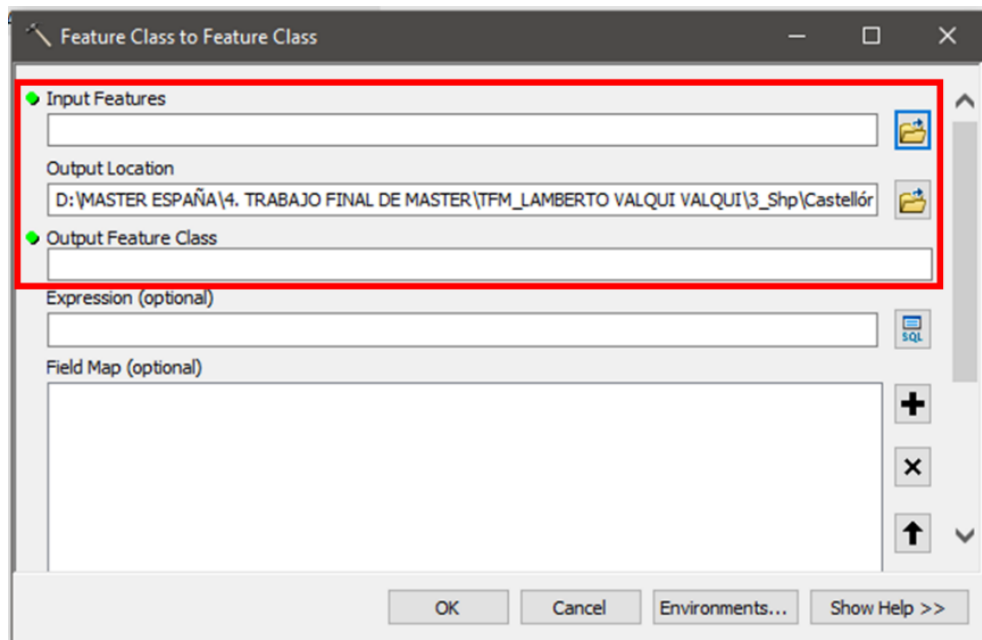 Feature Class to Feature Class
Input Features
Output Location
D:\MASTER ESPAÑA\4. TRABAJO FINAL DE MASTER\TFM_LAMBERTO VALQUI VALQUI\3_Shp\Castellór
Output Feature Class
Expression (optional)
SQL
Field Map (optional)
OK Cancel Environments... Show Help >>